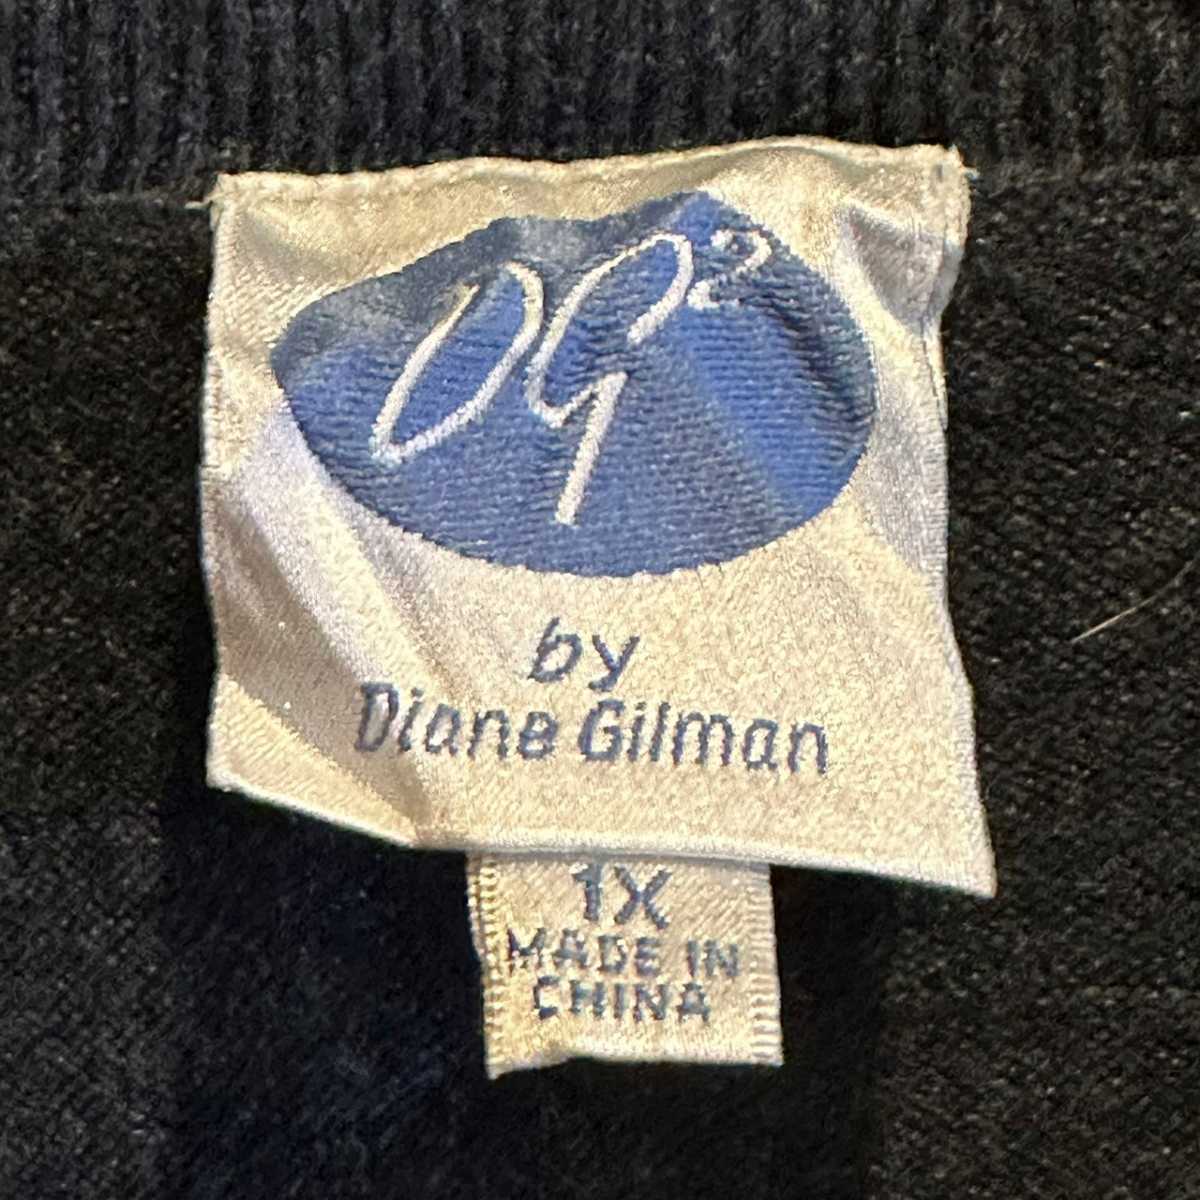 DG²
by
Diane Gilman
1X
MADE IN
CHINA